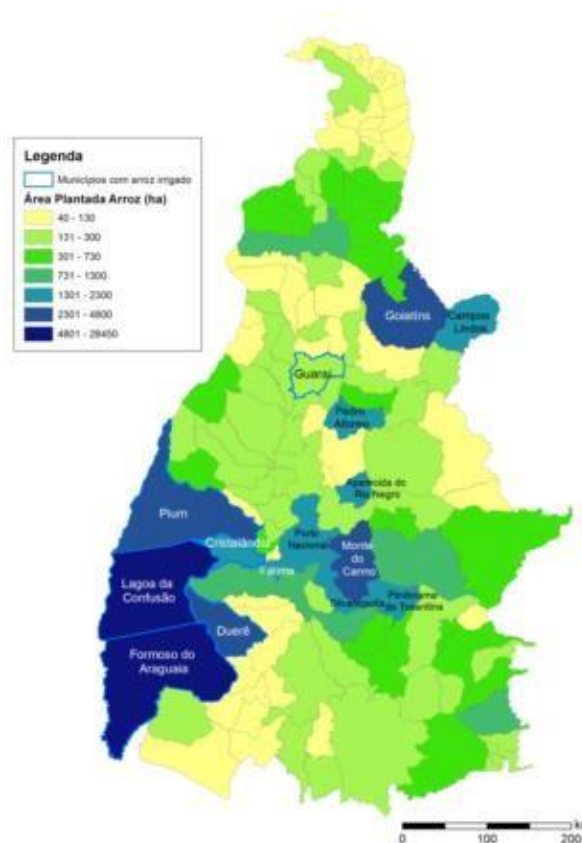 Legenda
Municípios com arroz irrigado
Área Plantada Arroz (ha)
40 - 130
131 - 300
301 - 730
731 - 1300
1301 - 2300
2301 - 4800
4801 - 28450
Goiatins
Campos
Lindos
Guaraí
Pedro
Afonso
Aparecida do
Rio Negro
Pium
Cristalândia
Porto
Nacional
Monte
do
Carmo
Lagoa da
Confusão
Fátima
Pindorama
do Tocantins
Dueré
Formoso do
Araguaia
0 100 200